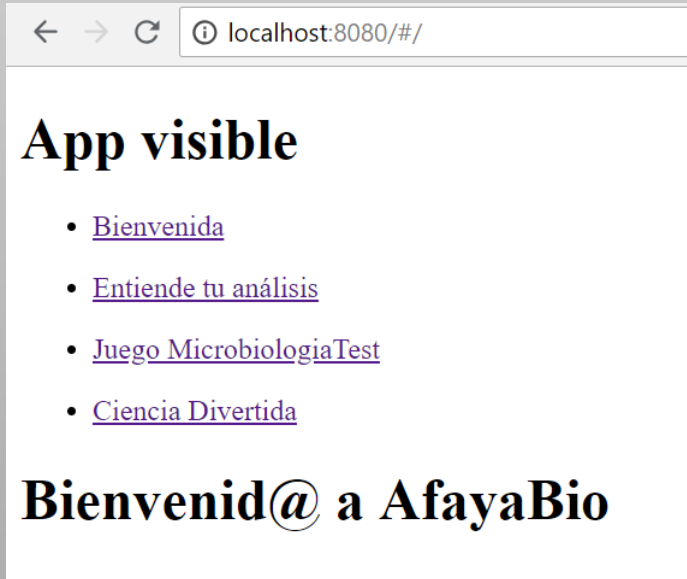 localhost:8080/#/
App visible
Bienvenida
Entiende tu análisis
Juego MicrobiologiaTest
Ciencia Divertida
Bienvenid@ a AfayaBio